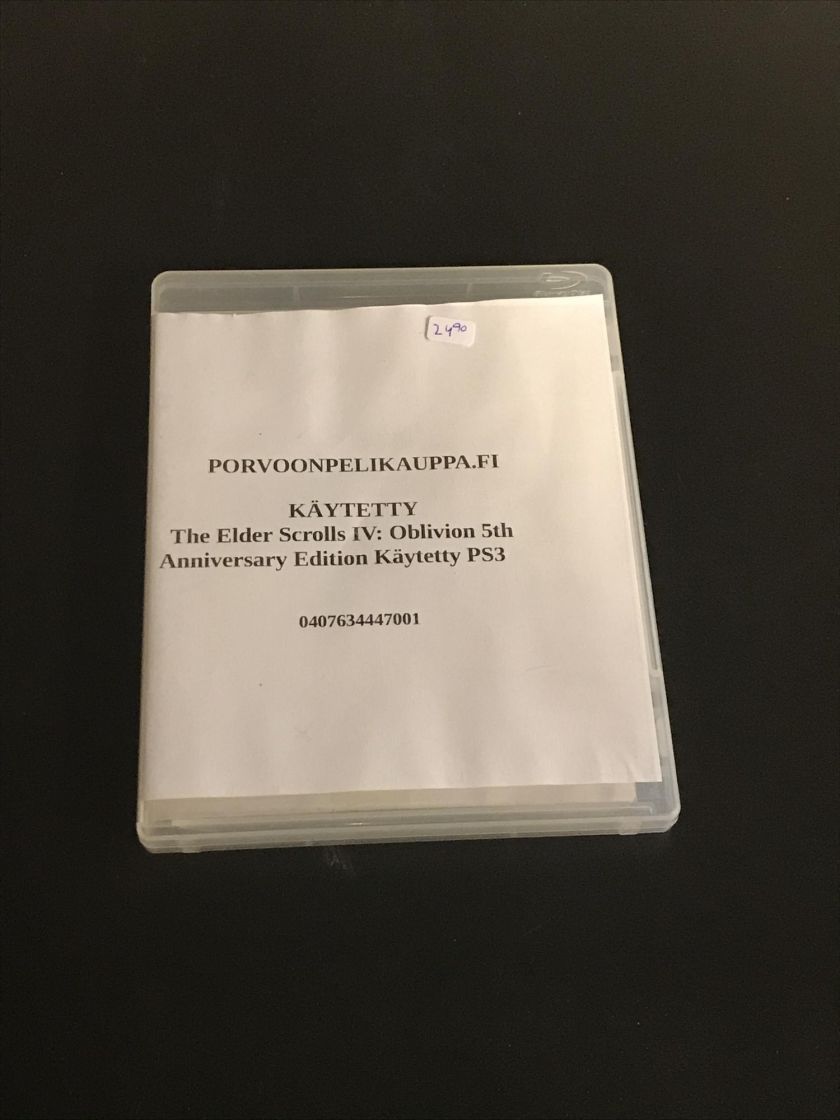 24⁹⁰
PORVOONPELIKAUPPA.FI
KÄYTETTY
The Elder Scrolls IV: Oblivion 5th
Anniversary Edition Käytetty PS3
0407634447001